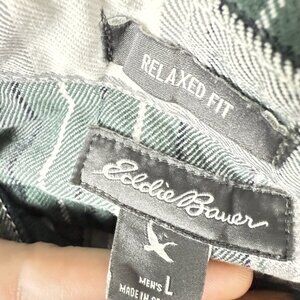 RELAXED FIT
Eddie Bauer
MEN'S L
MADE IN